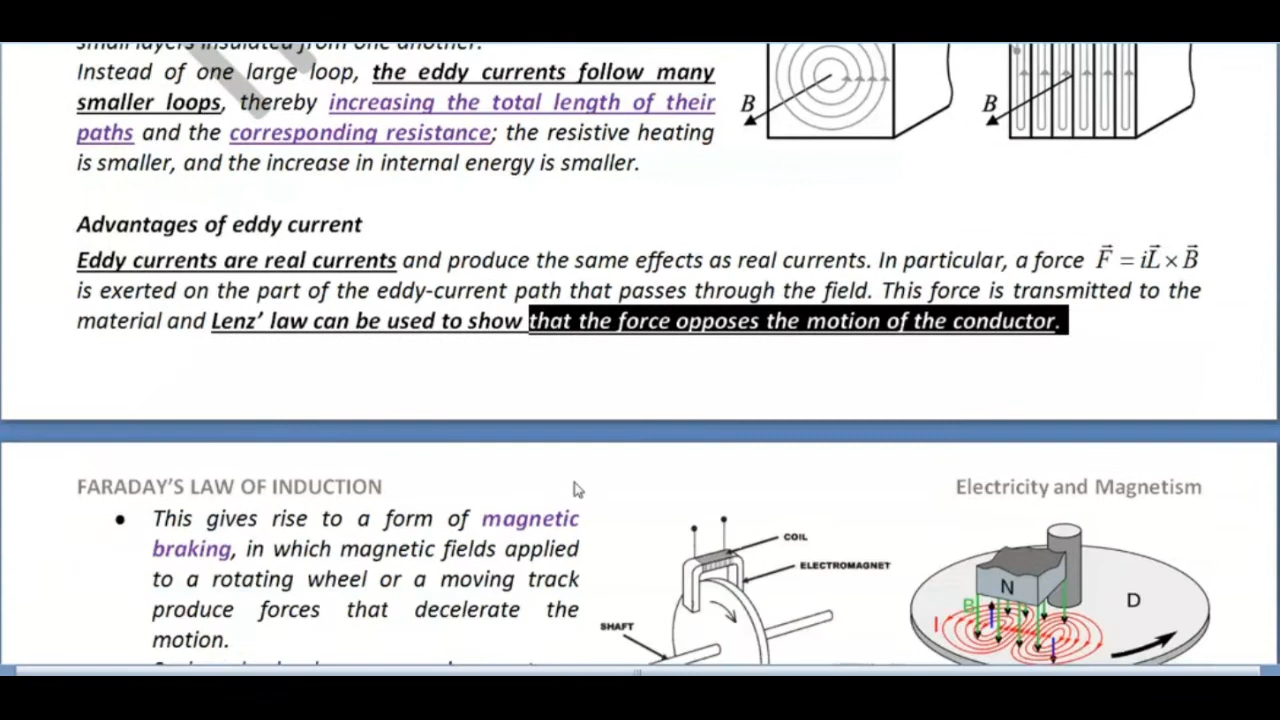 small layers insulated from one another.
Instead of one large loop, the eddy currents follow many
smaller loops, thereby increasing the total length of their
paths and the corresponding resistance; the resistive heating
is smaller, and the increase in internal energy is smaller.
B
B
Advantages of eddy current
Eddy currents are real currents and produce the same effects as real currents. In particular, a force F⃗ = iL⃗ × B⃗
is exerted on the part of the eddy-current path that passes through the field. This force is transmitted to the
material and Lenz’ law can be used to show that the force opposes the motion of the conductor.
FARADAY’S LAW OF INDUCTION
Electricity and Magnetism
• This gives rise to a form of magnetic
braking, in which magnetic fields applied
to a rotating wheel or a moving track
produce forces that decelerate the
motion.
COIL
ELECTROMAGNET
SHAFT
N
B
I
D